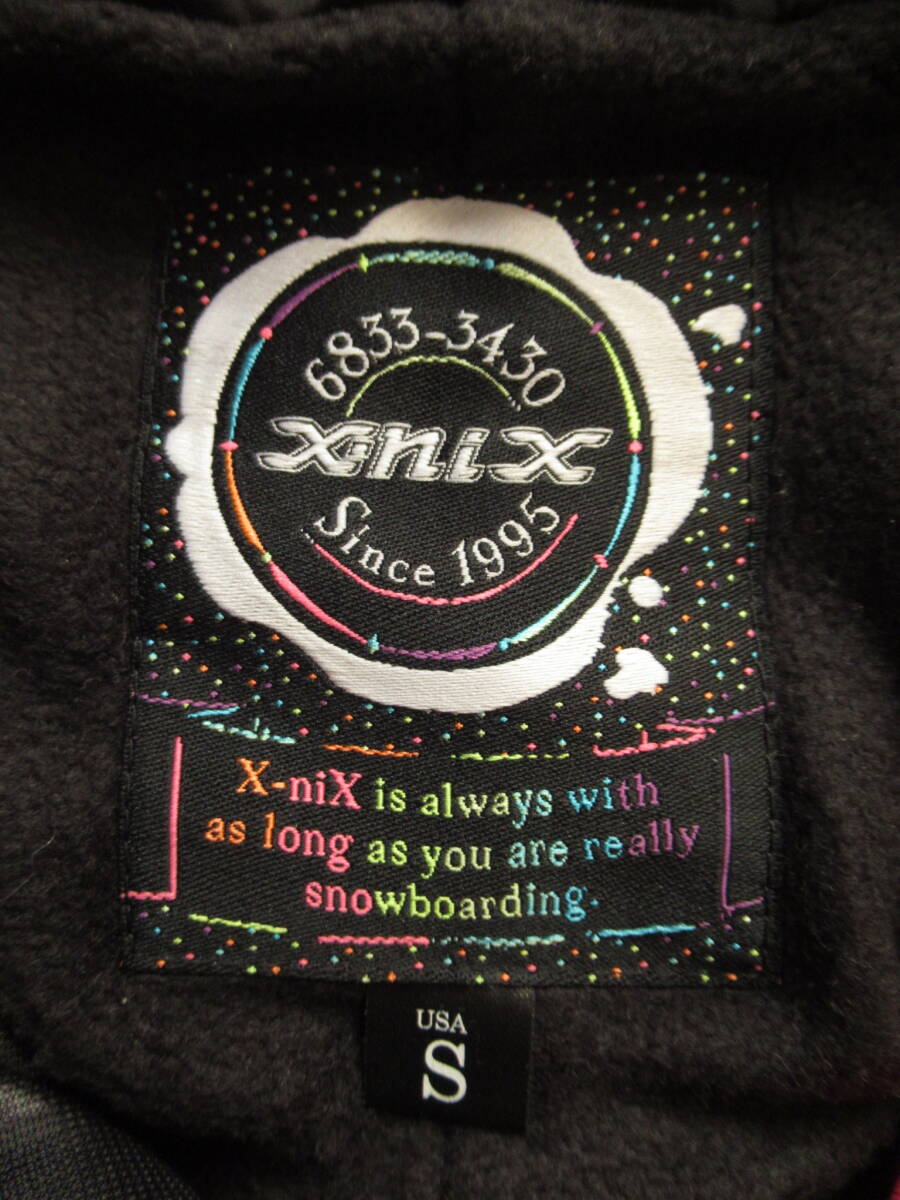 6833-3430
X-niX
Since 1995
X-niX is always with
as long as you are really
snowboarding.
USA
S